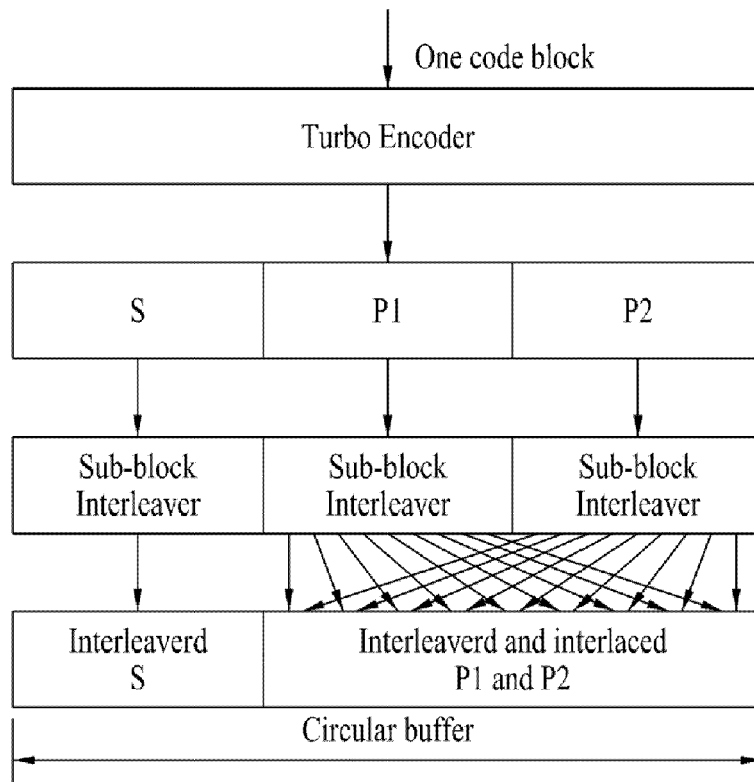 One code block
Turbo Encoder
S
P1
P2
Sub-block
Interleaver
Sub-block
Interleaver
Sub-block
Interleaver
Interleaverd
S
Interleaverd and interlaced
P1 and P2
Circular buffer